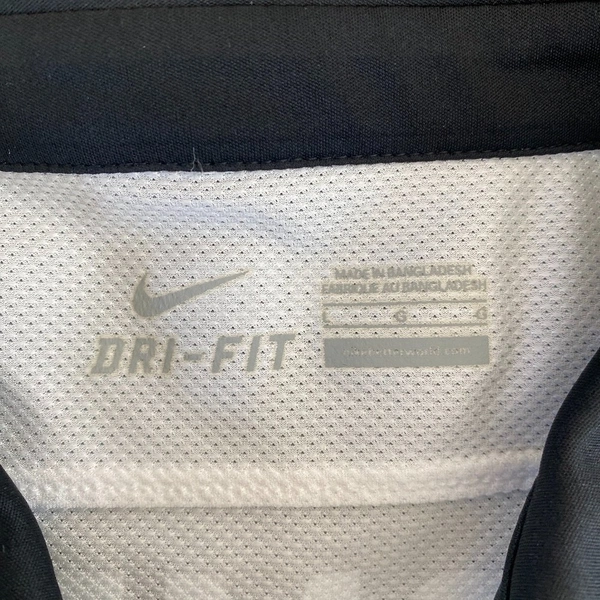 DRI-FIT
MADE IN BANGLADESH
FABRIQUE AU BANGLADESH
L G G